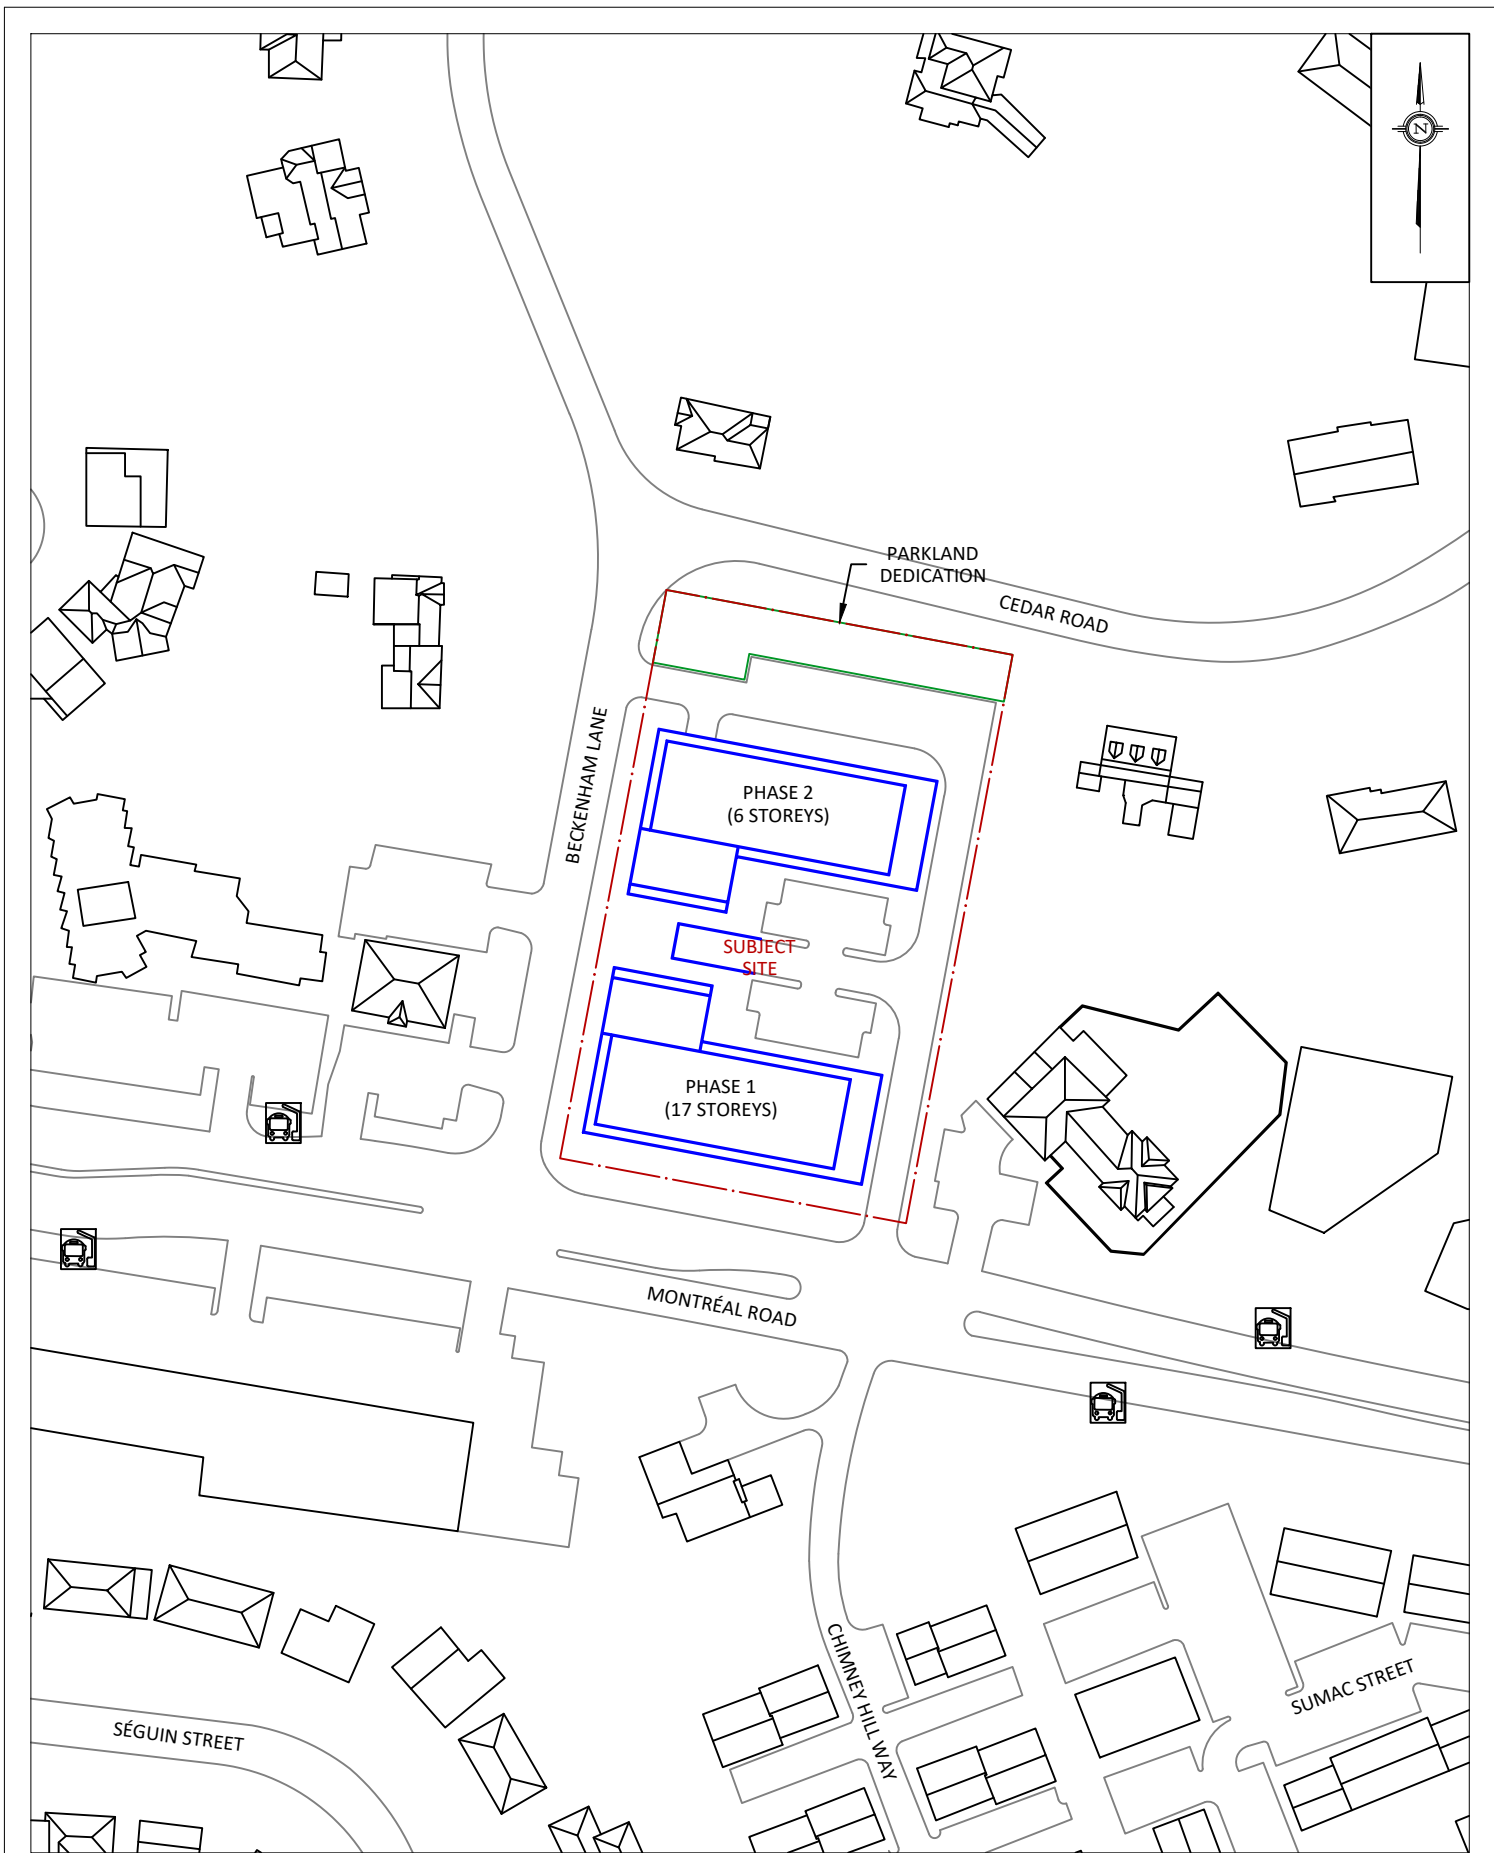 N
PARKLAND
DEDICATION
CEDAR ROAD
BECKENHAM LANE
PHASE 2
(6 STOREYS)
SUBJECT
SITE
PHASE 1
(17 STOREYS)
MONTRÉAL ROAD
CHIMNEY HILL WAY
SUMAC STREET
SÉGUIN STREET